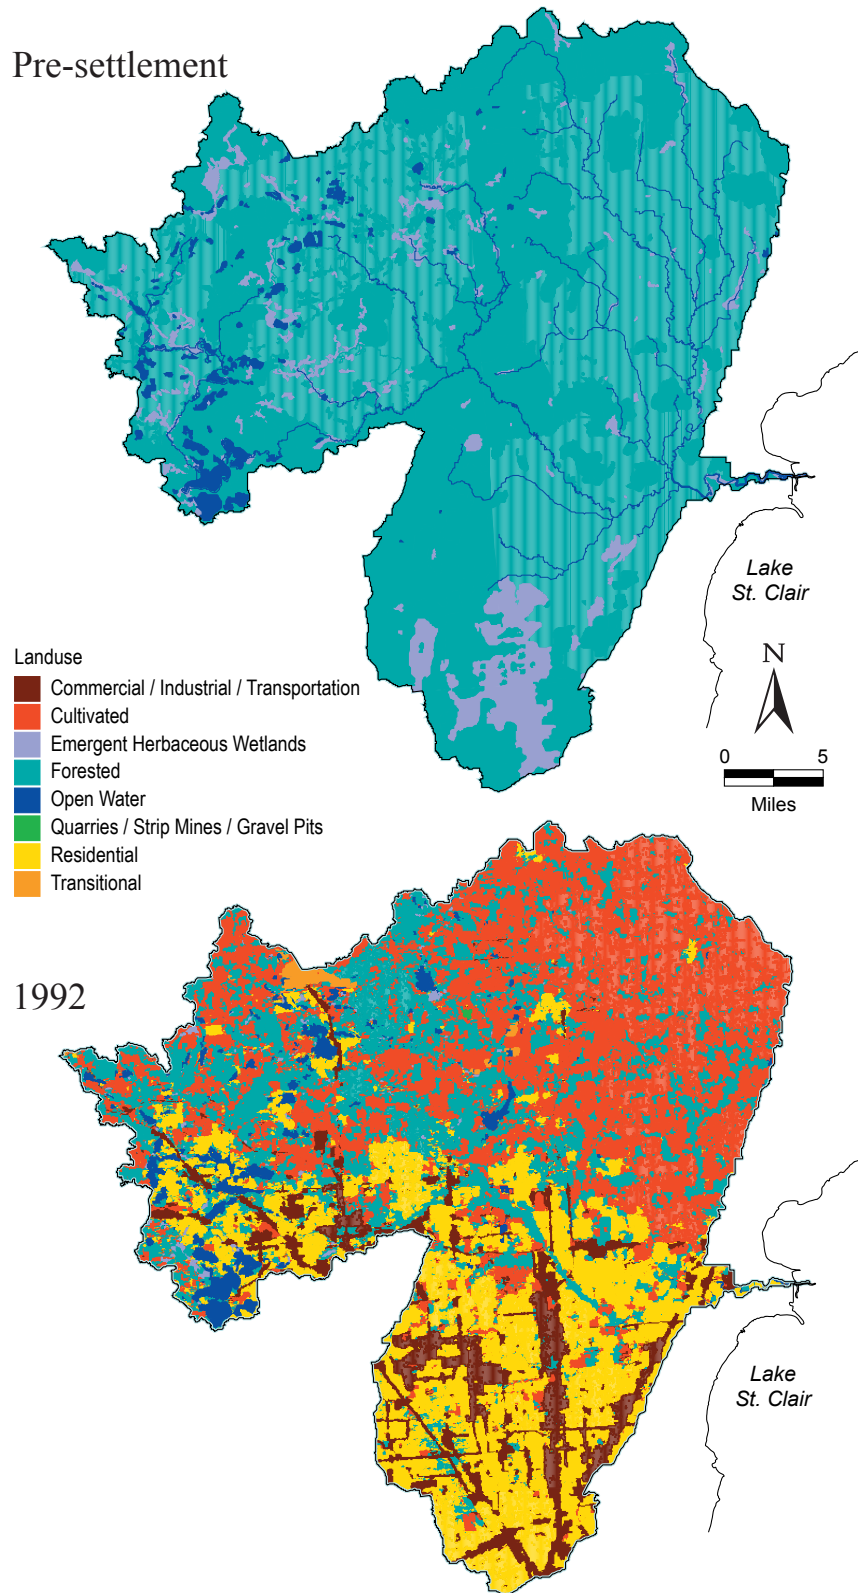 Pre-settlement
Lake
St. Clair
Landuse
Commercial / Industrial / Transportation
Cultivated
Emergent Herbaceous Wetlands
Forested
Open Water
Quarries / Strip Mines / Gravel Pits
Residential
Transitional
N
0 5
Miles
1992
Lake
St. Clair